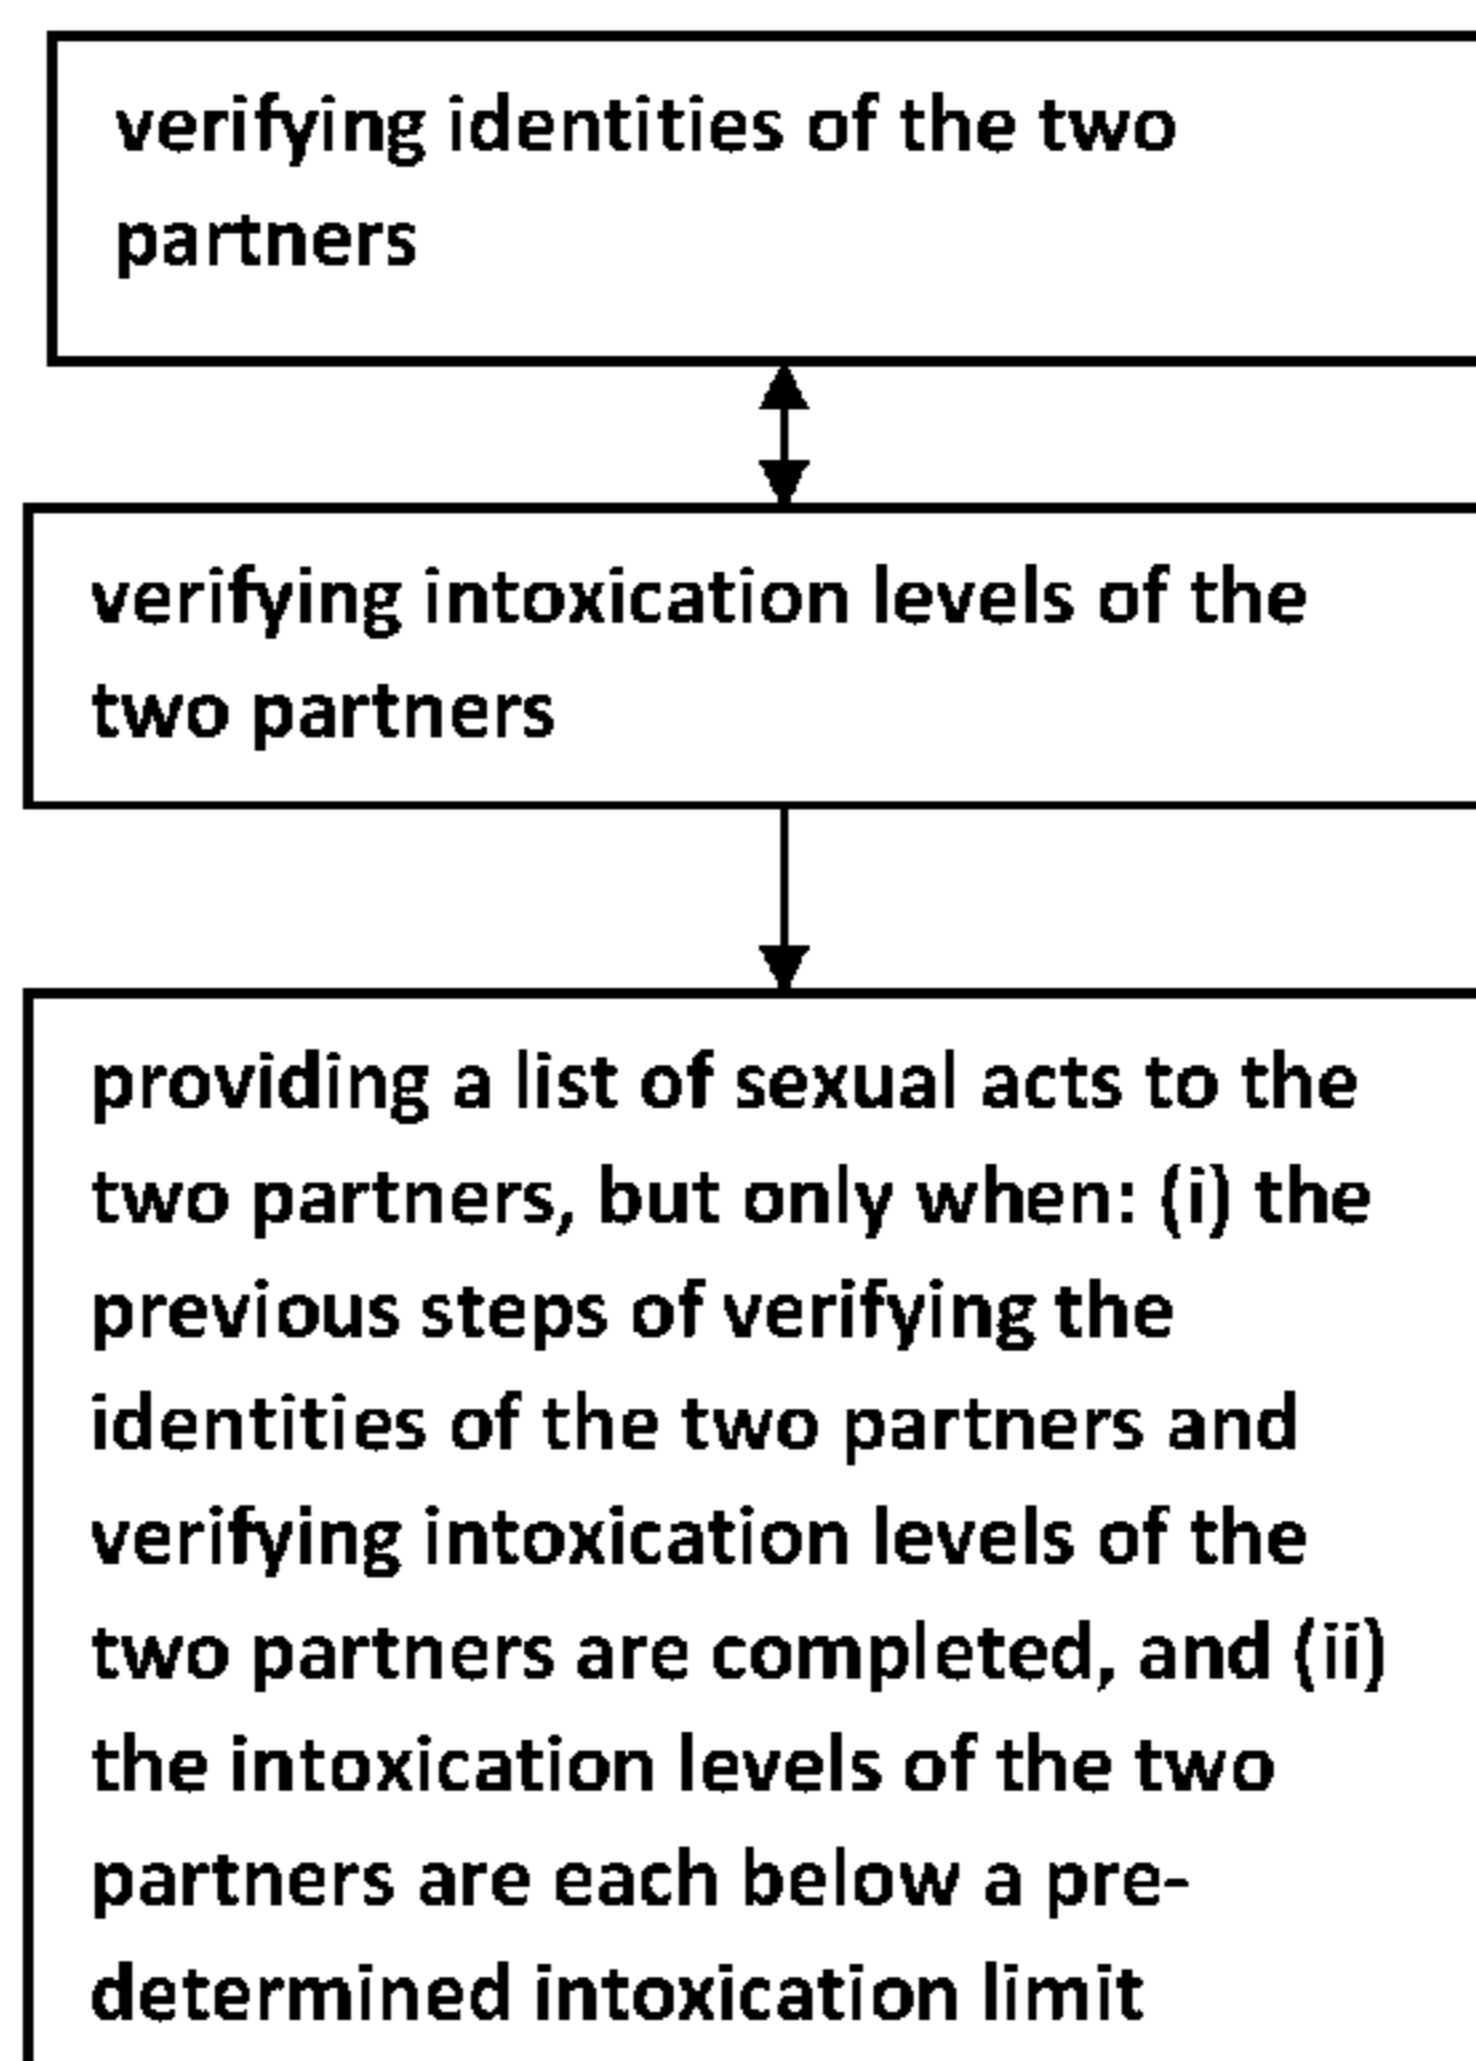 verifying identities of the two
partners
verifying intoxication levels of the
two partners
providing a list of sexual acts to the
two partners, but only when: (i) the
previous steps of verifying the
identities of the two partners and
verifying intoxication levels of the
two partners are completed, and (ii)
the intoxication levels of the two
partners are each below a pre-
determined intoxication limit